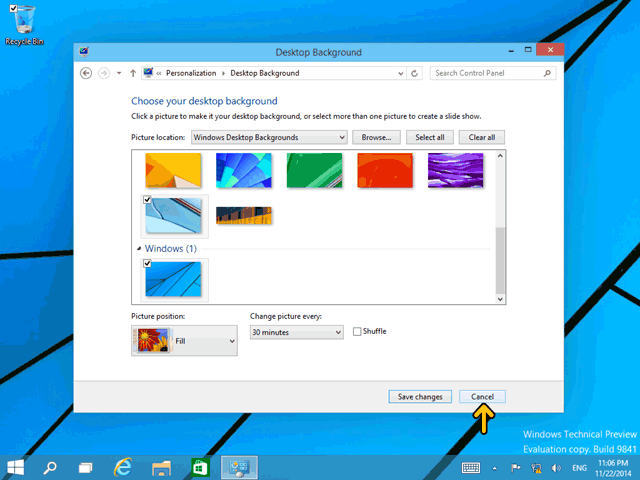 Recycle Bin
Desktop Background
« Personalization Desktop Background
Search Control Panel
Choose your desktop background
Click a picture to make it your desktop background, or select more than one picture to create a slide show.
Picture location: Windows Desktop Backgrounds Browse... Select all Clear all
Windows (1)
Picture position: Change picture every:
Fill 30 minutes Shuffle
Save changes Cancel
Windows Technical Preview
Evaluation copy. Build 9841
ENG 11:06 PM
11/22/2014